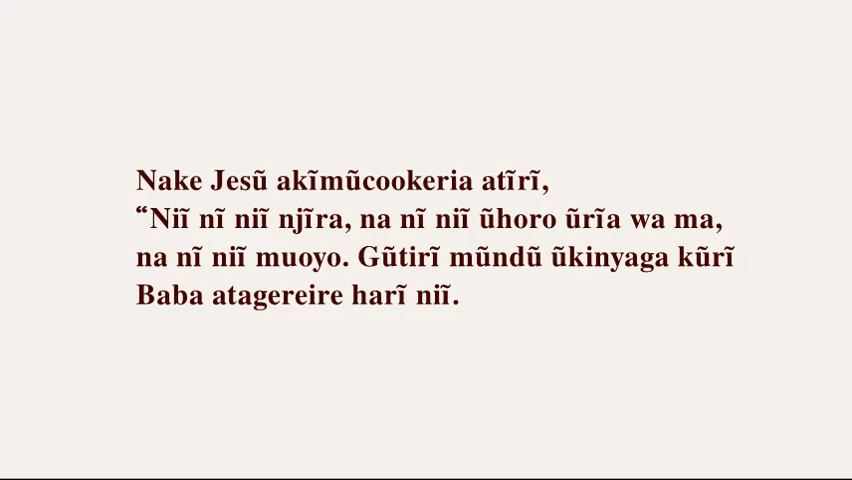 Nake Jesũ akĩmũcookeria atĩrĩ,
“Niĩ nĩ niĩ njĩra, na nĩ niĩ ũhoro ũrĩa wa ma,
na nĩ niĩ muoyo. Gũtirĩ mũndũ ũkinyaga kũrĩ
Baba atagereire harĩ niĩ.